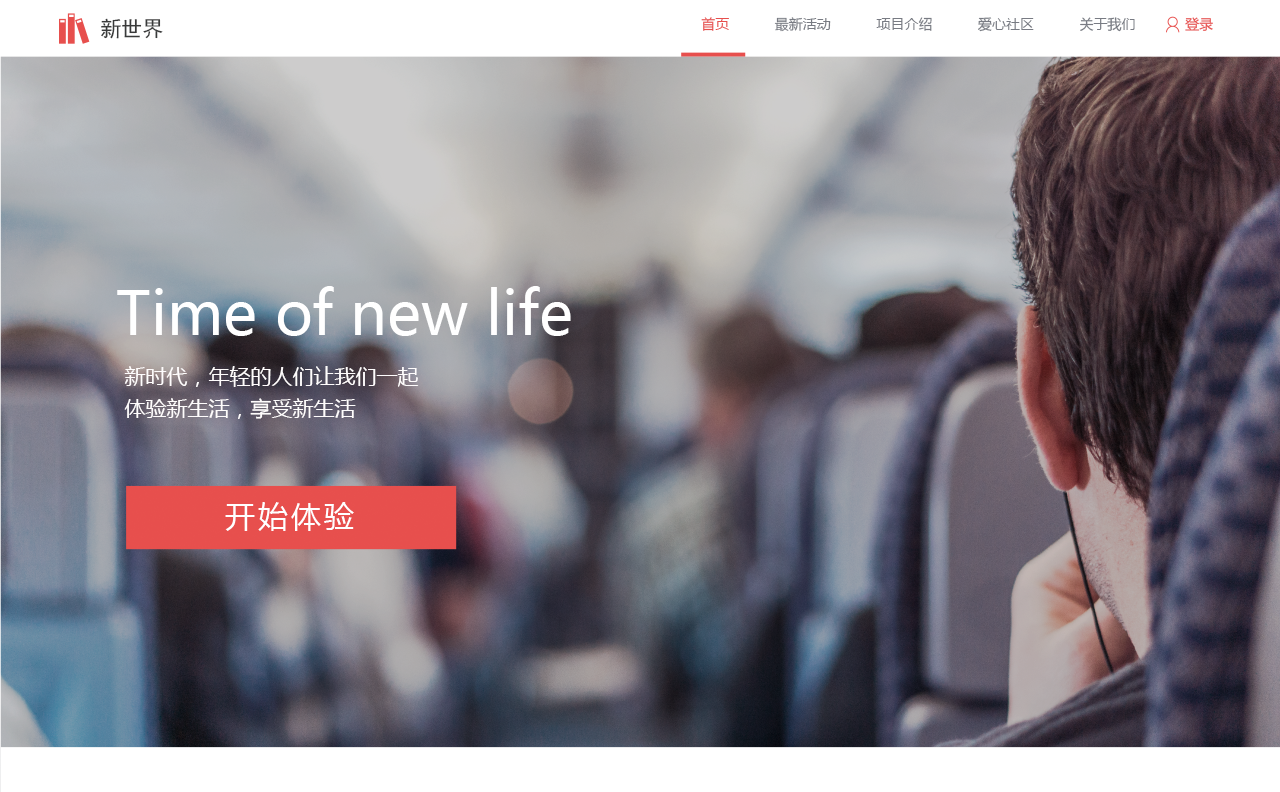 新世界
首页 最新活动 项目介绍 爱心社区 关于我们 登录
Time of new life
新时代，年轻的人们让我们一起
体验新生活，享受新生活
开始体验